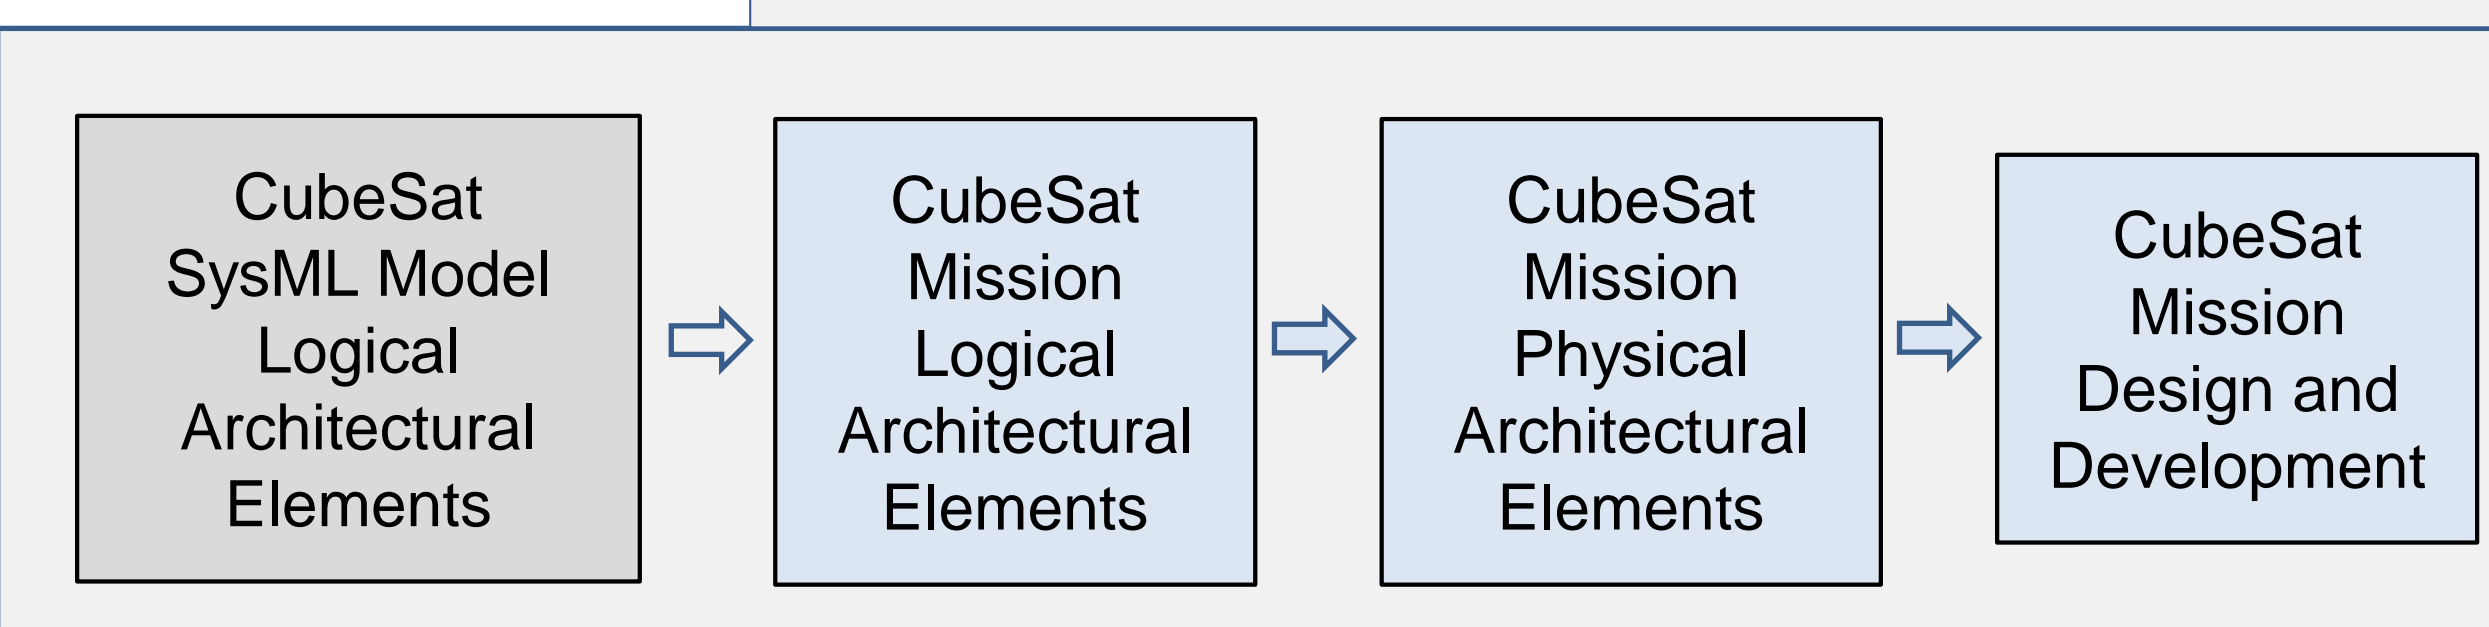 CubeSat
SysML Model
Logical
Architectural
Elements
CubeSat
Mission
Logical
Architectural
Elements
CubeSat
Mission
Physical
Architectural
Elements
CubeSat
Mission
Design and
Development